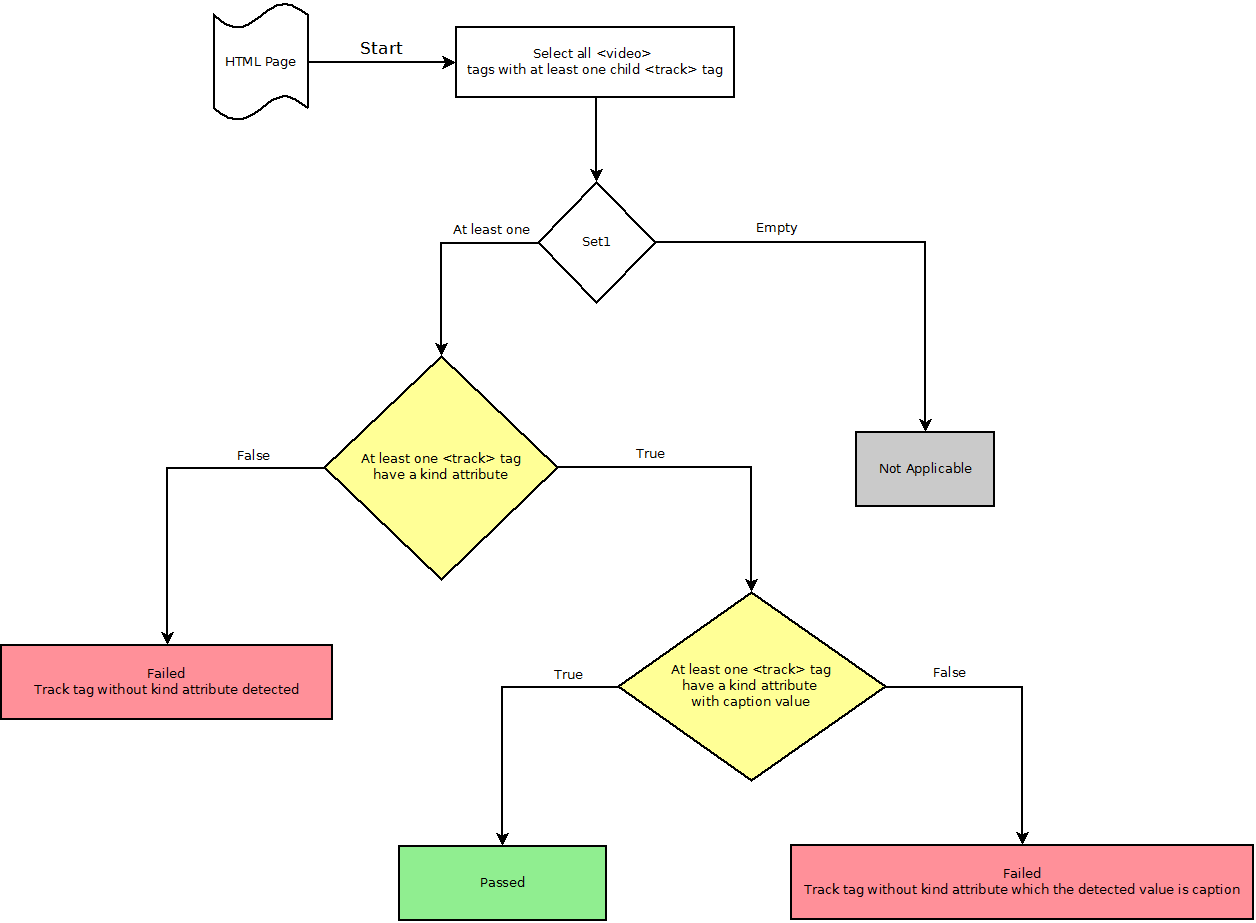 HTML Page
Start
Select all <video>
tags with at least one child <track> tag
At least one
Set1
Empty
False
At least one <track> tag
have a kind attribute
True
Not Applicable
Failed
Track tag without kind attribute detected
True
At least one <track> tag
have a kind attribute
with caption value
False
Passed
Failed
Track tag without kind attribute which the detected value is caption